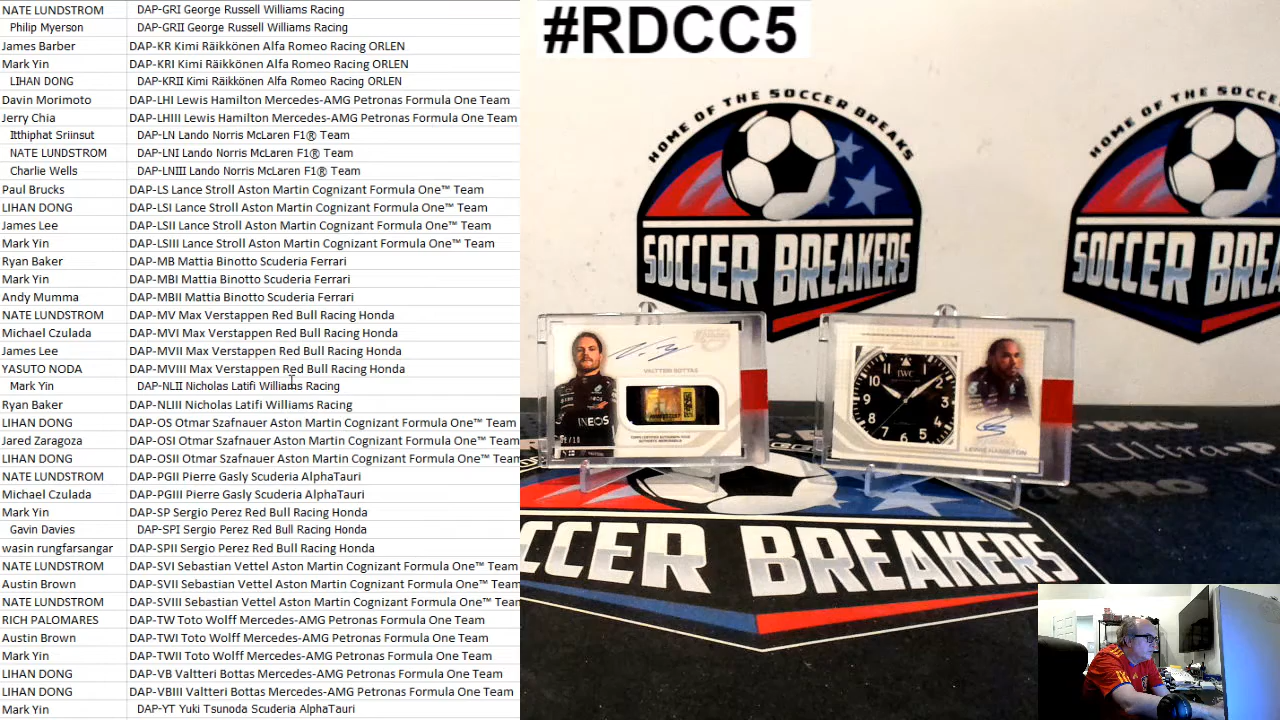 NATE LUNDSTROM DAP-GRI George Russell Williams Racing
Philip Myerson DAP-GRII George Russell Williams Racing
James Barker DAP-KR Kimi Räikkönen Alfa Romeo Racing ORLEN
Mark Yin DAP-KRI Kimi Räikkönen Alfa Romeo Racing ORLEN
LIHAN DONG DAP-KRII Kimi Räikkönen Alfa Romeo Racing ORLEN
Davin Morimoto DAP-LHI Lewis Hamilton Mercedes-AMG Petronas Formula One Team
Jerry Chia DAP-LHIII Lewis Hamilton Mercedes-AMG Petronas Formula One Team
Itthiphat Sriinsut DAP-LN Lando Norris McLaren F1® Team
NATE LUNDSTROM DAP-LNI Lando Norris McLaren F1® Team
Charlie Wells DAP-LNIII Lando Norris McLaren F1® Team
Paul Brucks DAP-LS Lance Stroll Aston Martin Cognizant Formula One™ Team
LIHAN DONG DAP-LSI Lance Stroll Aston Martin Cognizant Formula One™ Team
James Lee DAP-LSII Lance Stroll Aston Martin Cognizant Formula One™ Team
Mark Yin DAP-LSIII Lance Stroll Aston Martin Cognizant Formula One™ Team
Ryan Baker DAP-MB Mattia Binotto Scuderia Ferrari
Mark Yin DAP-MBI Mattia Binotto Scuderia Ferrari
Andy Mumma DAP-MBII Mattia Binotto Scuderia Ferrari
NATE LUNDSTROM DAP-MV Max Verstappen Red Bull Racing Honda
Michael Czulada DAP-MVI Max Verstappen Red Bull Racing Honda
James Lee DAP-MVII Max Verstappen Red Bull Racing Honda
YASUTO NODA DAP-MVIII Max Verstappen Red Bull Racing Honda
Mark Yin DAP-NLII Nicholas Latifi Williams Racing
Ryan Baker DAP-NLIII Nicholas Latifi Williams Racing
LIHAN DONG DAP-OS Otmar Szafnauer Aston Martin Cognizant Formula One™ Team
Jared Zaragoza DAP-OSI Otmar Szafnauer Aston Martin Cognizant Formula One™ Team
LIHAN DONG DAP-OSII Otmar Szafnauer Aston Martin Cognizant Formula One™ Team
NATE LUNDSTROM DAP-PGII Pierre Gasly Scuderia AlphaTauri
Michael Czulada DAP-PGIII Pierre Gasly Scuderia AlphaTauri
Mark Yin DAP-SP Sergio Perez Red Bull Racing Honda
Gavin Davies DAP-SPI Sergio Perez Red Bull Racing Honda
wasin rungfarsangar DAP-SPII Sergio Perez Red Bull Racing Honda
NATE LUNDSTROM DAP-SV Sebastian Vettel Aston Martin Cognizant Formula One™ Team
Austin Brown DAP-SVII Sebastian Vettel Aston Martin Cognizant Formula One™ Team
NATE LUNDSTROM DAP-SVIII Sebastian Vettel Aston Martin Cognizant Formula One™ Tear
RICH PALOMARES DAP-TW Toto Wolff Mercedes-AMG Petronas Formula One Team
Austin Brown DAP-TWI Toto Wolff Mercedes-AMG Petronas Formula One Team
Mark Yin DAP-TWII Toto Wolff Mercedes-AMG Petronas Formula One Team
LIHAN DONG DAP-VB Valtteri Bottas Mercedes-AMG Petronas Formula One Team
LIHAN DONG DAP-VBIII Valtteri Bottas Mercedes-AMG Petronas Formula One Team
Mark Yin DAP-YT Yuki Tsunoda Scuderia AlphaTauri
#RDCC5
HOME OF THE SOCCER BREAKS
SOCCER BREAKERS
HOME OF THE SOCCE
SOCCER BREA
VALTTERI BOTTAS
INEOS
IWC
12 1 2 3 4 5 6 7 8 9 10
LEWIS HAMILTON
CCER BREAKERS